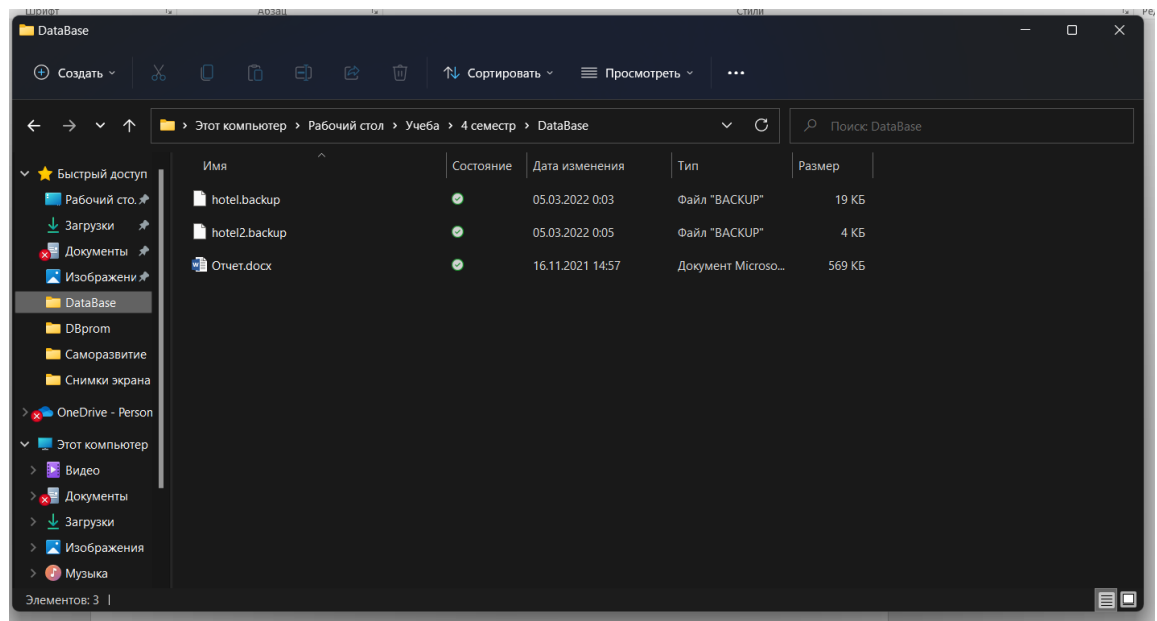 Шрифт Абзац Стили Ре
DataBase
Создать Сортировать Просмотреть
Этот компьютер > Рабочий стол > Учеба > 4 семестр > DataBase Поиск: DataBase
Имя Состояние Дата изменения Тип Размер
hotel.backup 05.03.2022 0:03 Файл "BACKUP" 19 КБ
hotel2.backup 05.03.2022 0:05 Файл "BACKUP" 4 КБ
Отчет.docx 16.11.2021 14:57 Документ Microso... 569 КБ
Быстрый доступ
Рабочий сто.
Загрузки
Документы
Изображени
DataBase
DBprom
Саморазвитие
Снимки экрана
OneDrive - Person
Этот компьютер
Видео
Документы
Загрузки
Изображения
Музыка
Элементов: 3